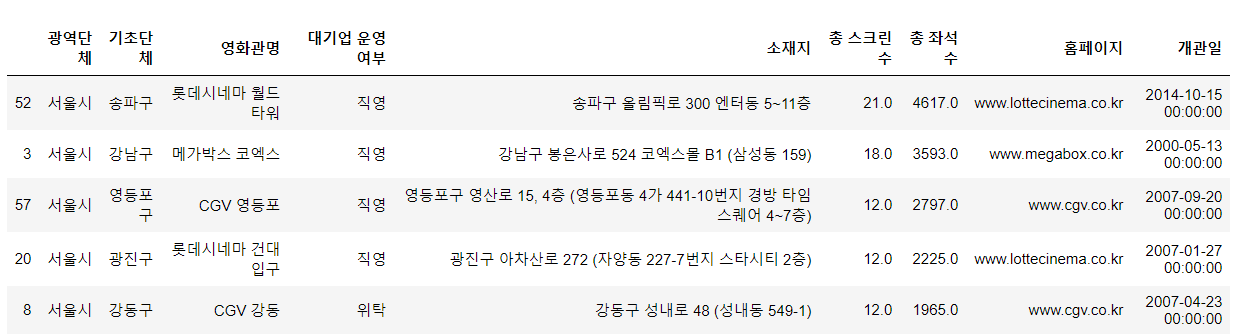 광역단체 기초단체 영화관명 대기업 운영여부 소재지 총 스크린수 총 좌석수 홈페이지 개관일
52 서울시 송파구 롯데시네마 월드타워 직영 송파구 올림픽로 300 엔터동 5~11층 21.0 4617.0 www.lottecinema.co.kr 2014-10-15 00:00:00
3 서울시 강남구 메가박스 코엑스 직영 강남구 봉은사로 524 코엑스몰 B1 (삼성동 159) 18.0 3593.0 www.megabox.co.kr 2000-05-13 00:00:00
57 서울시 영등포구 CGV 영등포 직영 영등포구 영산로 15, 4층 (영등포동 4가 441-10번지 경방 타임스퀘어 4~7층) 12.0 2797.0 www.cgv.co.kr 2007-09-20 00:00:00
20 서울시 광진구 롯데시네마 건대입구 직영 광진구 아차산로 272 (자양동 227-7번지 스타시티 2층) 12.0 2225.0 www.lottecinema.co.kr 2007-01-27 00:00:00
8 서울시 강동구 CGV 강동 위탁 강동구 성내로 48 (성내동 549-1) 12.0 1965.0 www.cgv.co.kr 2007-04-23 00:00:00